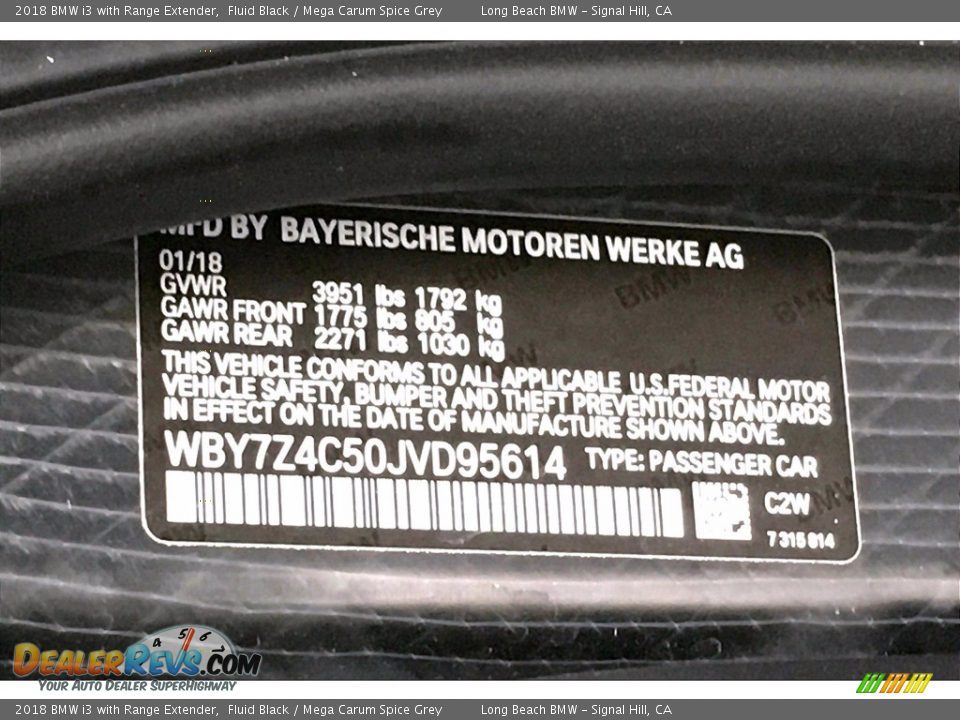 2018 BMW i3 with Range Extender, Fluid Black / Mega Carum Spice Grey Long Beach BMW - Signal Hill, CA
MFD BY BAYERISCHE MOTOREN WERKE AG
01/18
GVWR 3951 lbs 1792 kg
GAWR FRONT 1775 lbs 805 kg
GAWR REAR 2271 lbs 1030 kg
THIS VEHICLE CONFORMS TO ALL APPLICABLE U.S.FEDERAL MOTOR
VEHICLE SAFETY, BUMPER AND THEFT PREVENTION STANDARDS
IN EFFECT ON THE DATE OF MANUFACTURE SHOWN ABOVE.
WBY7Z4C50JVD95614 TYPE: PASSENGER CAR
C2W
7 315 814
4 5 6
DEALERREVS.COM
YOUR AUTO DEALER SUPERHIGHWAY
2018 BMW i3 with Range Extender, Fluid Black / Mega Carum Spice Grey Long Beach BMW - Signal Hill, CA